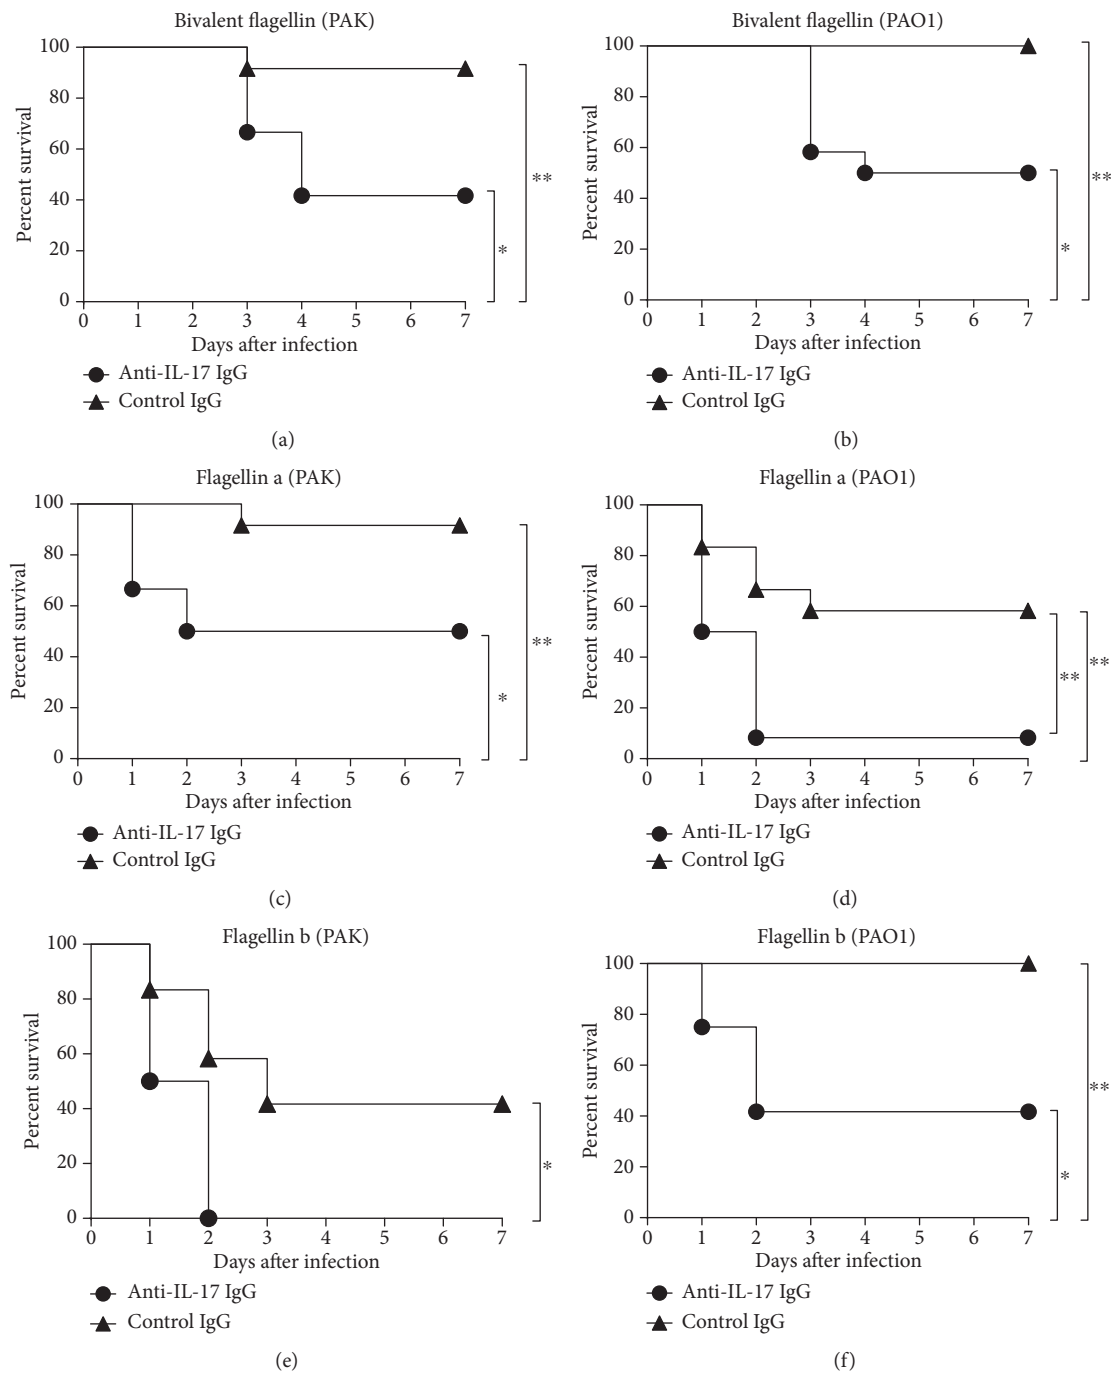 Bivalent flagellin (PAK)
100
80
60
40
20
0
Percent survival
**
*
0 1 2 3 4 5 6 7
Days after infection
Anti-IL-17 IgG
Control IgG
(a)
Bivalent flagellin (PAO1)
100
80
60
40
20
0
Percent survival
**
*
0 1 2 3 4 5 6 7
Days after infection
Anti-IL-17 IgG
Control IgG
(b)
Flagellin a (PAK)
100
80
60
40
20
0
Percent survival
**
*
0 1 2 3 4 5 6 7
Days after infection
Anti-IL-17 IgG
Control IgG
(c)
Flagellin a (PAO1)
100
80
60
40
20
0
Percent survival
**
**
0 1 2 3 4 5 6 7
Days after infection
Anti-IL-17 IgG
Control IgG
(d)
Flagellin b (PAK)
100
80
60
40
20
0
Percent survival
*
0 1 2 3 4 5 6 7
Days after infection
Anti-IL-17 IgG
Control IgG
(e)
Flagellin b (PAO1)
100
80
60
40
20
0
Percent survival
**
*
0 1 2 3 4 5 6 7
Days after infection
Anti-IL-17 IgG
Control IgG
(f)